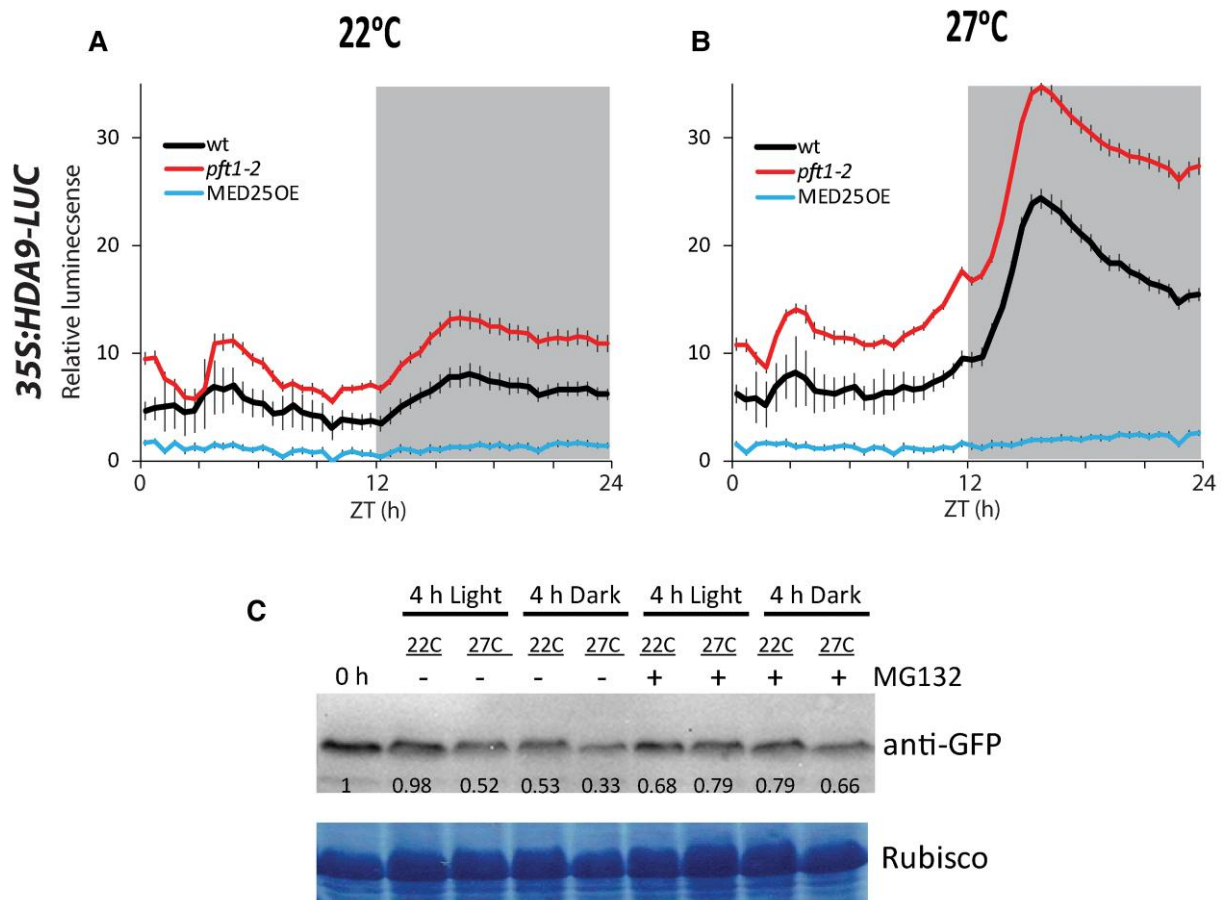 A
22ºC
B
27ºC
35S:HDA9-LUC
Relative luminecsense
30
20
10
0
wt
pft1-2
MED25OE
0
12
24
ZT (h)
30
20
10
0
wt
pft1-2
MED25OE
0
12
24
ZT (h)
C
4 h Light 4 h Dark 4 h Light 4 h Dark
22C 27C 22C 27C 22C 27C 22C 27C
0 h - - - - + + + + MG132
anti-GFP
1 0.98 0.52 0.53 0.33 0.68 0.79 0.79 0.66
Rubisco